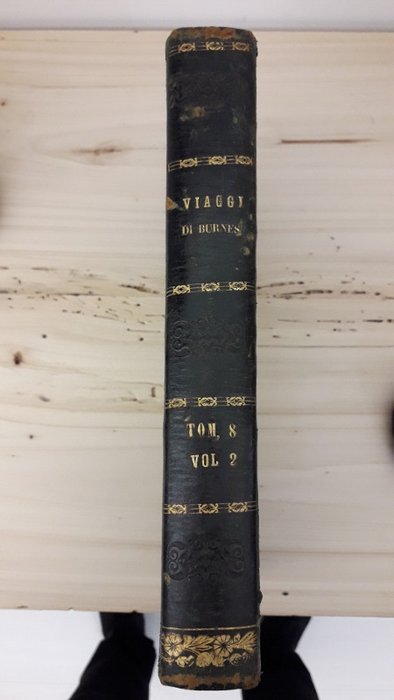 VIAGGI
DI BURNES
TOM. 8
VOL 2